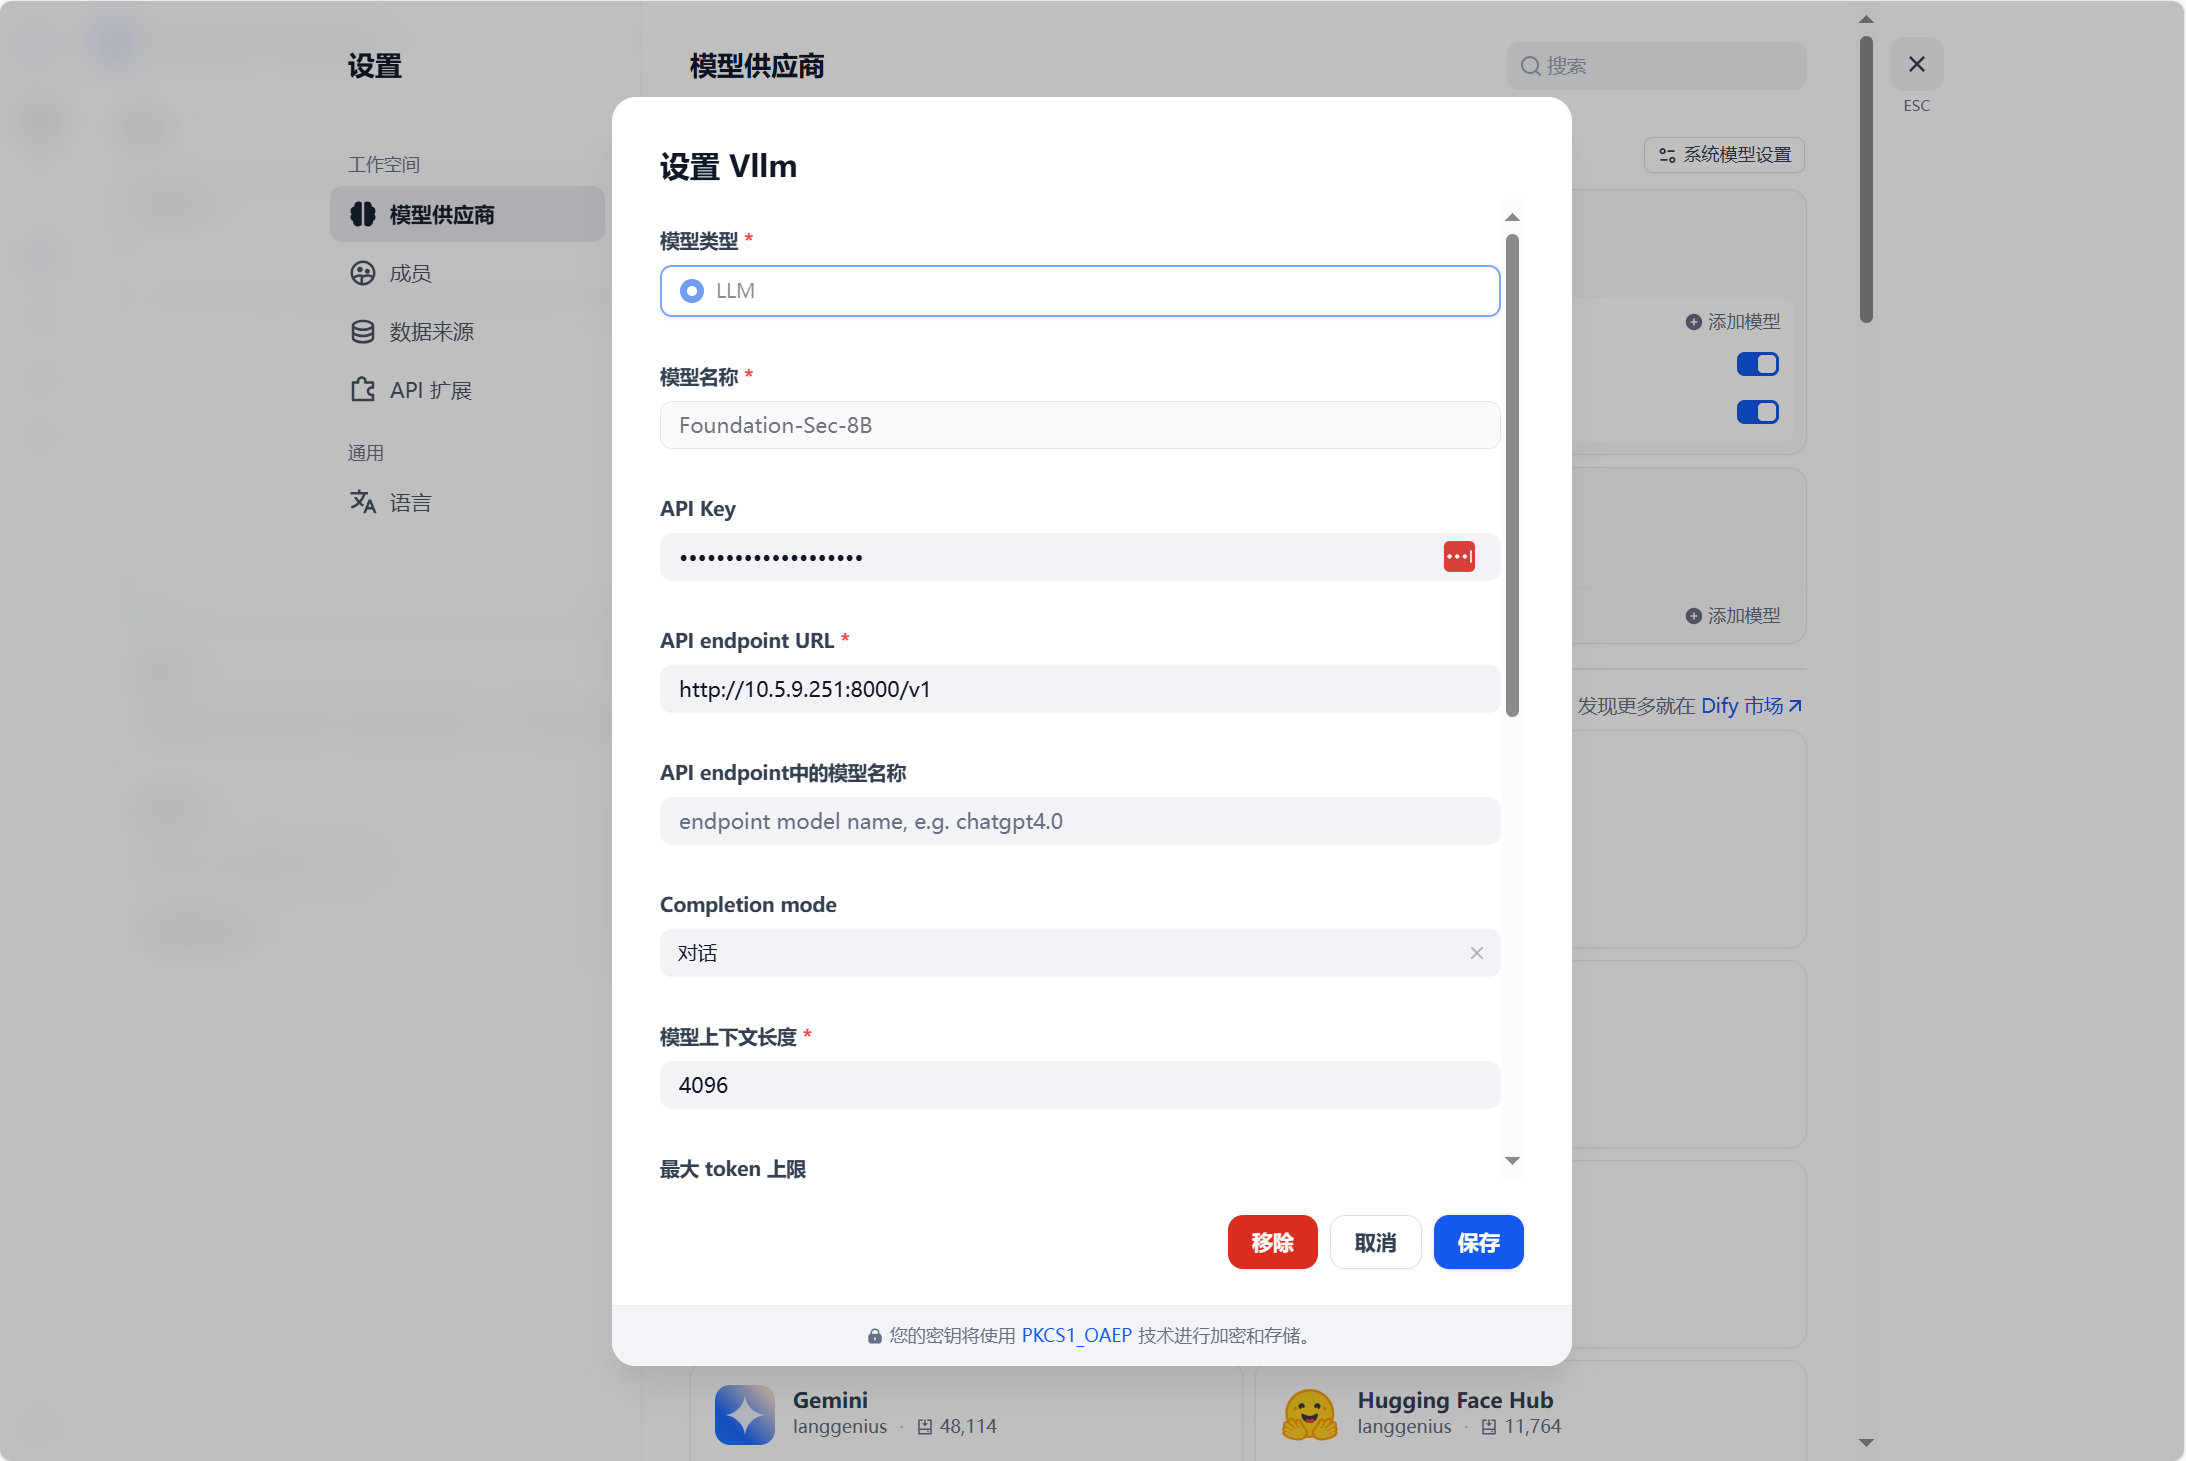 设置
模型供应商
搜索
ESC
工作空间
模型供应商
成员
数据来源
API 扩展
通用
语言
系统模型设置
添加模型
添加模型
发现更多就在 Dify 市场
设置 Vllm
模型类型 *
LLM
模型名称 *
Foundation-Sec-8B
API Key
••••••••••••••••••••
API endpoint URL *
http://10.5.9.251:8000/v1
API endpoint中的模型名称
endpoint model name, e.g. chatgpt4.0
Completion mode
对话
模型上下文长度 *
4096
最大 token 上限
移除
取消
保存
您的密钥将使用 PKCS1_OAEP 技术进行加密和存储。
Gemini
langgenius · 48,114
Hugging Face Hub
langgenius · 11,764